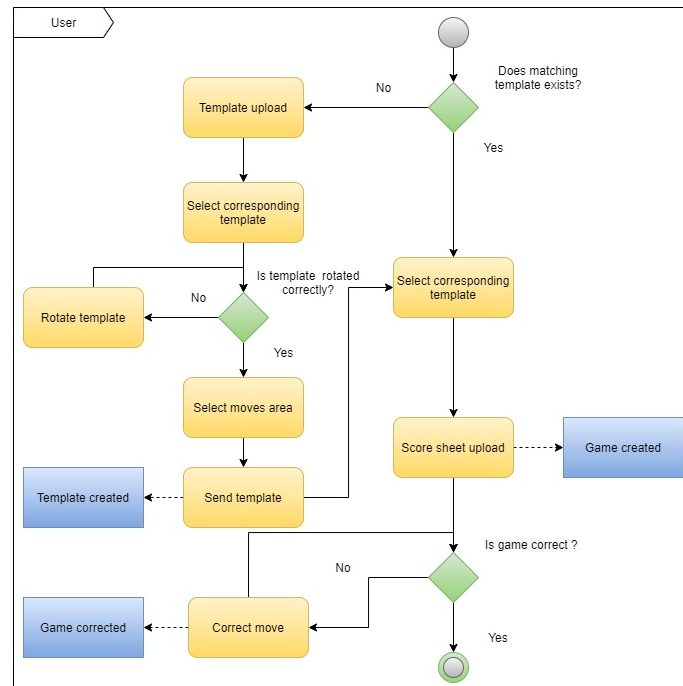 User
Does matching
template exists?
No
Template upload
Yes
Select corresponding
template
Is template rotated
correctly?
Select corresponding
template
No
Rotate template
Yes
Select moves area
Score sheet upload
Game created
Template created
Send template
Is game correct ?
No
Game corrected
Correct move
Yes